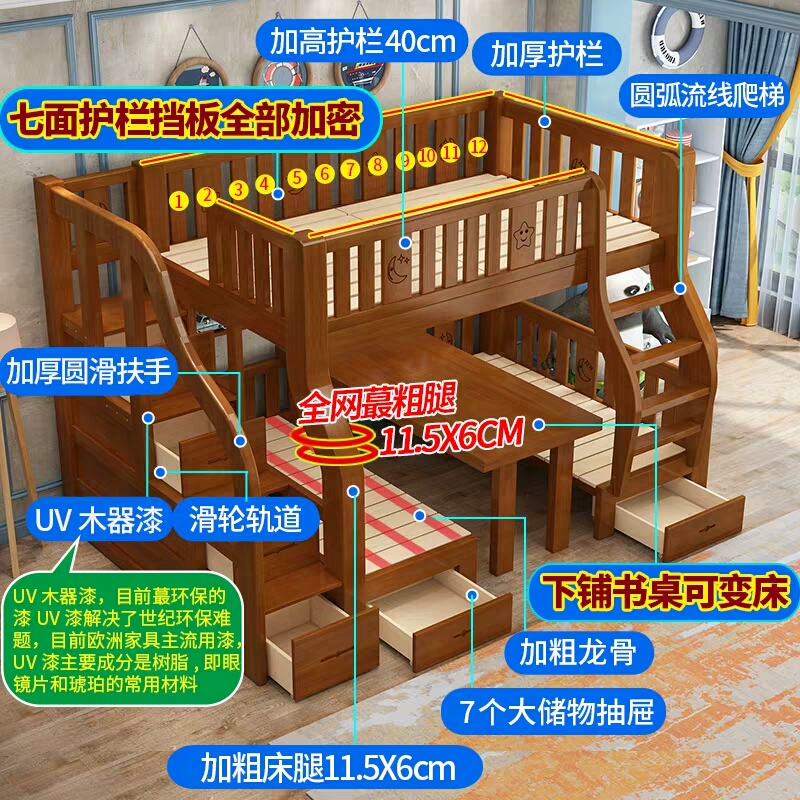 加高护栏40cm
加厚护栏
圆弧流线爬梯
七面护栏挡板全部加密
1 2 3 4 5 6 7 8 9 10 11 12
加厚圆滑扶手
全网蕞粗腿
11.5X6CM
UV 木器漆
滑轮轨道
下铺书桌可变床
UV 木器漆，目前蕞环保的
漆 UV 漆解决了世纪环保难
题，目前欧洲家具主流用漆，
UV 漆主要成分是树脂 , 即眼
镜片和琥珀的常用材料
加粗龙骨
7个大储物抽屉
加粗床腿11.5X6cm